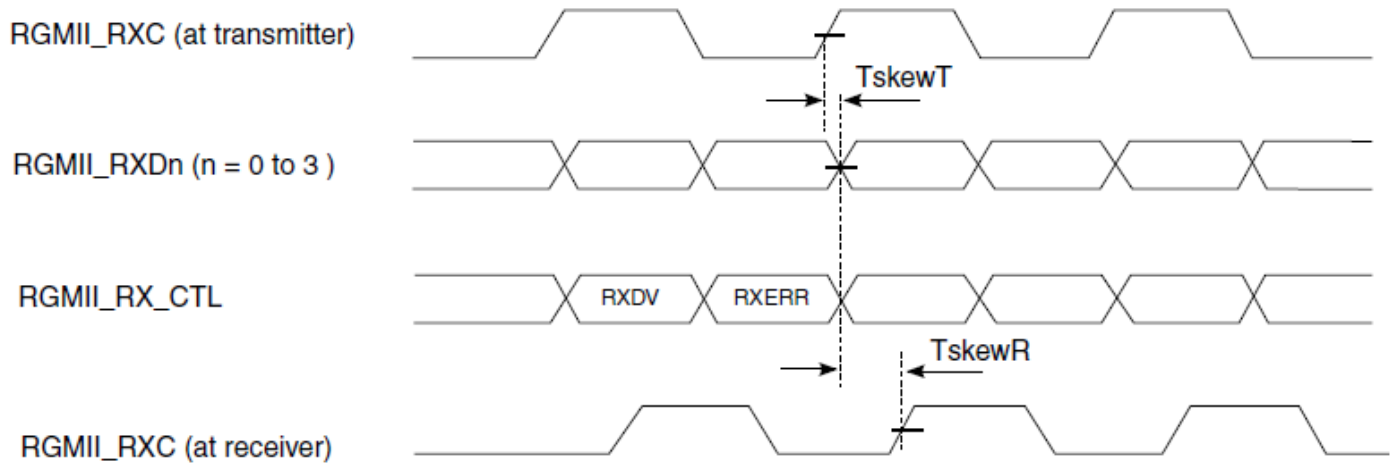 RGMII_RXC (at transmitter)
TskewT
RGMII_RXDn (n = 0 to 3 )
RGMII_RX_CTL
RXDV
RXERR
TskewR
RGMII_RXC (at receiver)